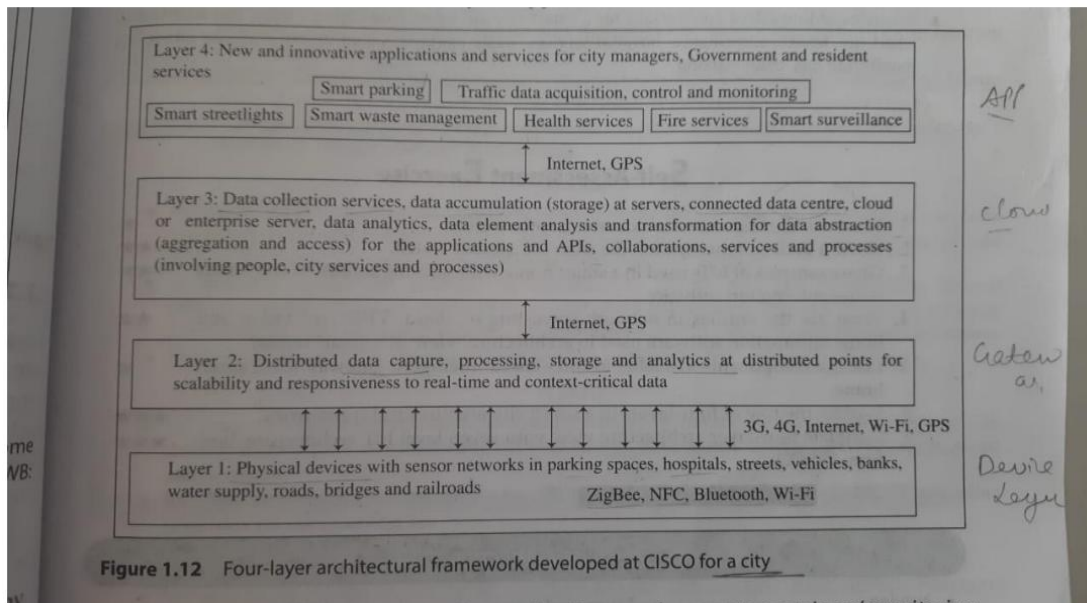 Layer 4: New and innovative applications and services for city managers, Government and resident
services
Smart parking
Traffic data acquisition, control and monitoring
Smart streetlights
Smart waste management
Health services
Fire services
Smart surveillance
Internet, GPS
Layer 3: Data collection services, data accumulation (storage) at servers, connected data centre, cloud
or enterprise server, data analytics, data element analysis and transformation for data abstraction
(aggregation and access) for the applications and APIs, collaborations, services and processes
(involving people, city services and processes)
cloud
Internet, GPS
Layer 2: Distributed data capture, processing, storage and analytics at distributed points for
scalability and responsiveness to real-time and context-critical data
3G, 4G, Internet, Wi-Fi, GPS
me
WB:
Layer 1: Physical devices with sensor networks in parking spaces, hospitals, streets, vehicles, banks,
water supply, roads, bridges and railroads
ZigBee, NFC, Bluetooth, Wi-Fi
Device
Figure 1.12 Four-layer architectural framework developed at CISCO for a city